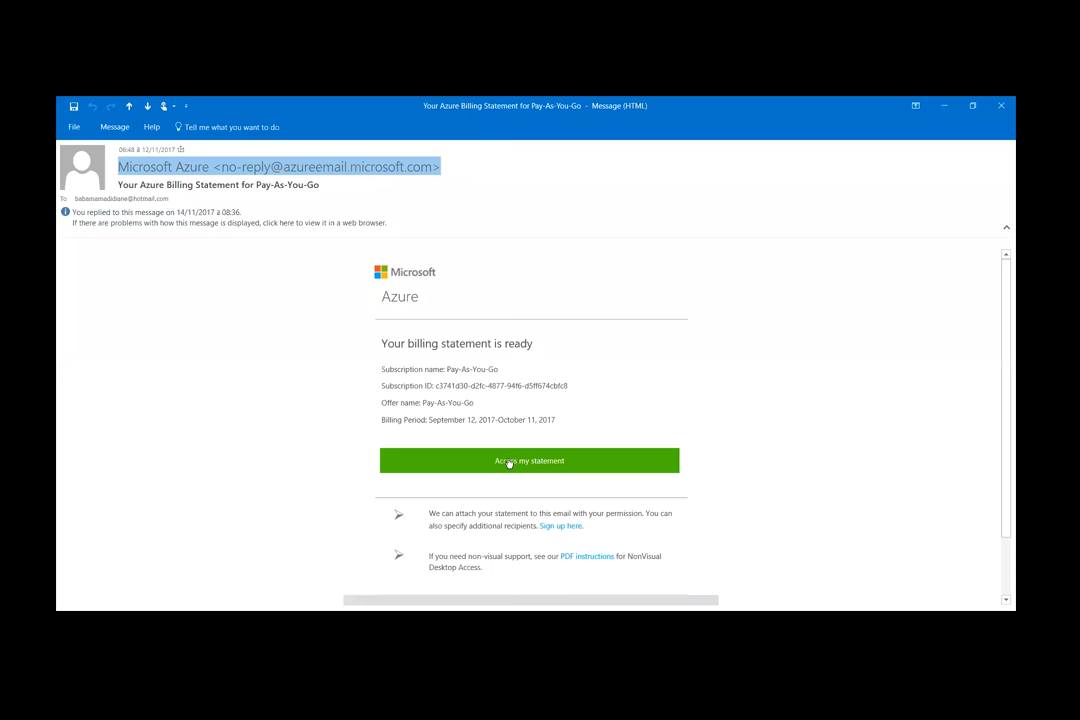 Your Azure Billing Statement for Pay-As-You-Go - Message (HTML)
File Message Help Tell me what you want to do
06:48 à 12/11/2017
Microsoft Azure <no-reply@azureemail.microsoft.com>
Your Azure Billing Statement for Pay-As-You-Go
To babamamadidiane@hotmail.com
You replied to this message on 14/11/2017 à 08:36.
If there are problems with how this message is displayed, click here to view it in a web browser.
Microsoft
Azure
Your billing statement is ready
Subscription name: Pay-As-You-Go
Subscription ID: c3741d30-d2fc-4877-94f6-d5ff674cbfc8
Offer name: Pay-As-You-Go
Billing Period: September 12, 2017-October 11, 2017
Access my statement
We can attach your statement to this email with your permission. You can
also specify additional recipients. Sign up here.
If you need non-visual support, see our PDF instructions for NonVisual
Desktop Access.